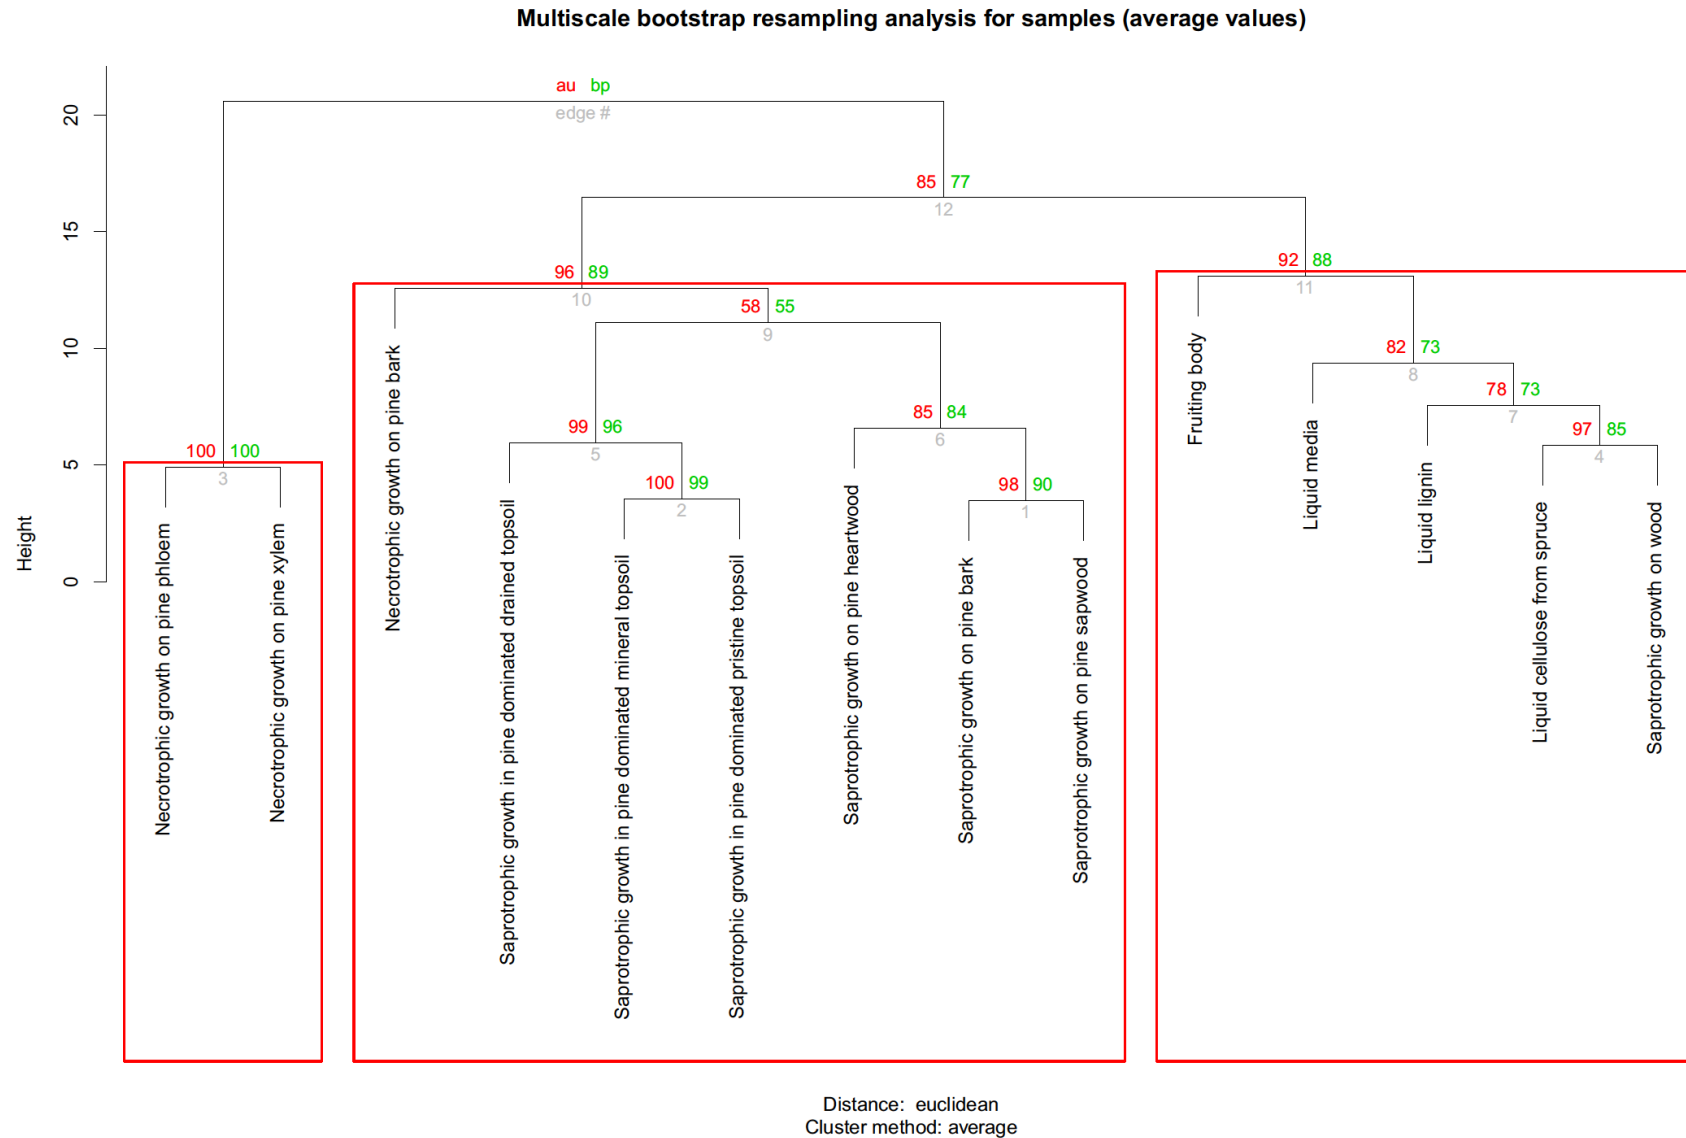 Multiscale bootstrap resampling analysis for samples (average values)
au bp
edge #
20
15
10
5
0
Height
85 77
12
96 89
10
92 88
11
58 55
9
82 73
8
78 73
7
97 85
4
99 96
5
85 84
6
100 100
3
100 99
2
98 90
1
Necrotrophic growth on pine phloem
Necrotrophic growth on pine xylem
Necrotrophic growth on pine bark
Saprotrophic growth in pine dominated drained topsoil
Saprotrophic growth in pine dominated mineral topsoil
Saprotrophic growth in pine dominated pristine topsoil
Saprotrophic growth on pine heartwood
Saprotrophic growth on pine bark
Saprotrophic growth on pine sapwood
Fruiting body
Liquid media
Liquid lignin
Liquid cellulose from spruce
Saprotrophic growth on wood
Distance: euclidean
Cluster method: average